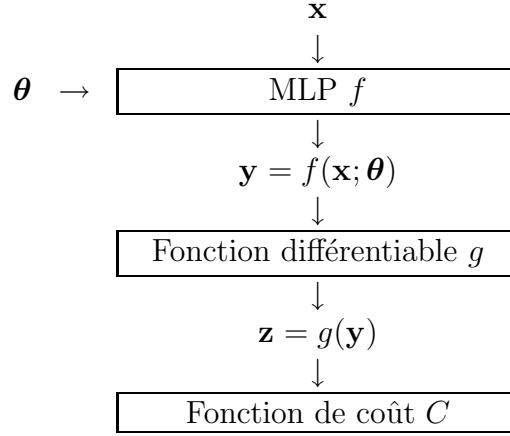 𝐱
↓
𝜽 → MLP 𝑓
↓
𝐲 = 𝑓(𝐱; 𝜽)
↓
Fonction différentiable 𝑔
↓
𝐳 = 𝑔(𝐲)
↓
Fonction de coût 𝐶